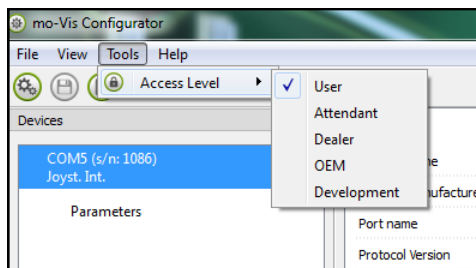 mo-Vis Configurator
File View Tools Help
Access Level
User
Attendant
Dealer
OEM
Development
Devices
COM5 (s/n: 1086)
Joyst. Int.
Parameters
Port name
Protocol Version